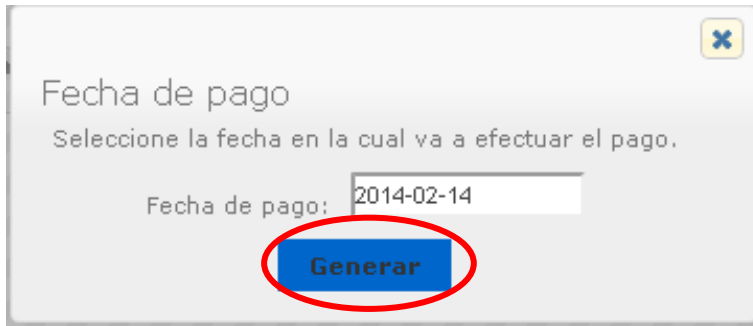 Fecha de pago
Seleccione la fecha en la cual va a efectuar el pago.
Fecha de pago: 2014-02-14
Generar